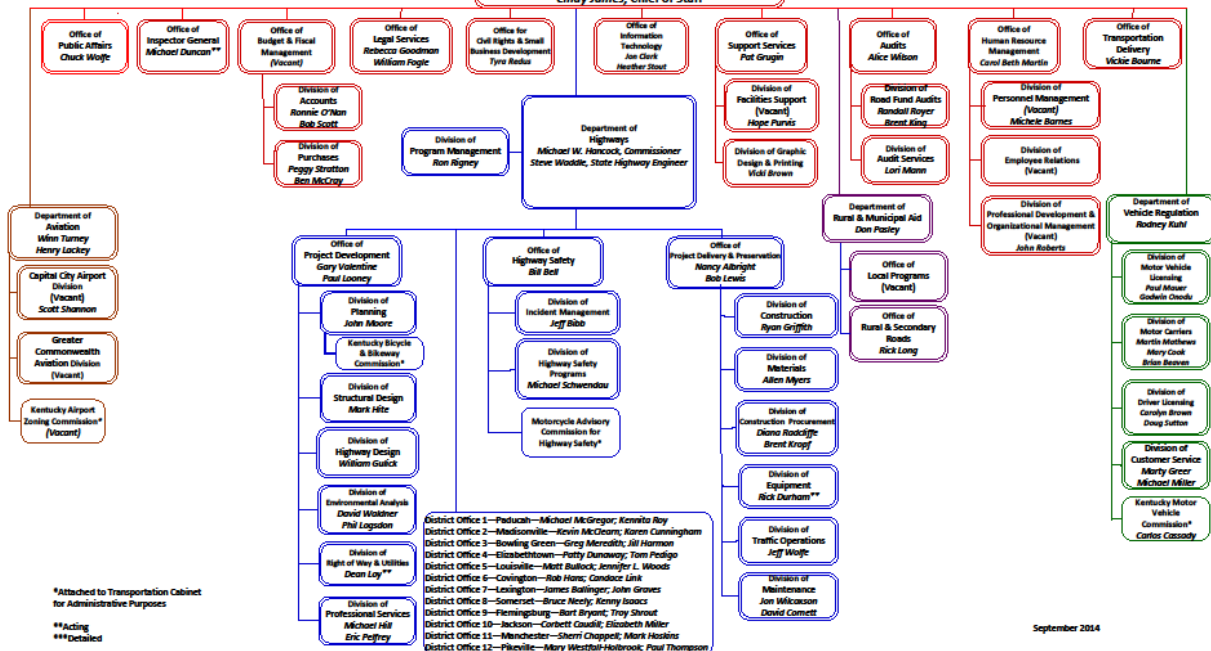 Cindy James, Chief of Staff
Office of
Public Affairs
Chuck Wolfe
Office of
Inspector General
Michael Duncan**
Office of
Budget & Fiscal
Management
(Vacant)
Office of
Legal Services
Rebecca Goodman
William Fogle
Office for
Civil Rights & Small
Business Development
Tyra Redus
Office of
Information
Technology
Jon Clark
Heather Stout
Office of
Support Services
Pat Grugin
Office of
Audits
Alice Wilson
Office of
Human Resource
Management
Carol Beth Martin
Office of
Transportation
Delivery
Vickie Bourne
Division of
Accounts
Ronnie O'Nan
Bob Scott
Division of
Purchases
Peggy Stratton
Ben McCray
Division of
Program Management
Ron Rigney
Department of
Highways
Michael W. Hancock, Commissioner
Steve Waddle, State Highway Engineer
Division of
Facilities Support
(Vacant)
Hope Purvis
Division of Graphic
Design & Printing
Vicki Brown
Division of
Road Fund Audits
Randall Royer
Brent King
Division of
Audit Services
Lori Mann
Division of
Personnel Management
(Vacant)
Michele Barnes
Division of
Employee Relations
(Vacant)
Division of
Professional Development &
Organizational Management
(Vacant)
John Roberts
Department of
Aviation
Winn Turney
Henry Lackey
Capital City Airport
Division
(Vacant)
Scott Shannon
Greater
Commonwealth
Aviation Division
(Vacant)
Kentucky Airport
Zoning Commission*
(Vacant)
Office of
Project Development
Gary Valentine
Paul Looney
Division of
Planning
John Moore
Kentucky Bicycle
& Bikeway
Commission*
Division of
Structural Design
Mark Hite
Division of
Highway Design
William Gulick
Division of
Environmental Analysis
David Waldner
Phil Logsdon
Division of
Right of Way & Utilities
Dean Loy**
Division of
Professional Services
Michael Hill
Eric Pelfrey
Office of
Highway Safety
Bill Bell
Division of
Incident Management
Jeff Bibb
Division of
Highway Safety
Programs
Michael Schwendau
Motorcycle Advisory
Commission for
Highway Safety*
Office of
Project Delivery & Preservation
Nancy Albright
Bob Lewis
Division of
Construction
Ryan Griffith
Division of
Materials
Allen Myers
Division of
Construction Procurement
Diana Radcliffe
Brent Kropf
Division of
Equipment
Rick Durham**
Division of
Traffic Operations
Jeff Wolfe
Division of
Maintenance
Jon Wilcoxson
David Cornett
Department of
Rural & Municipal Aid
Don Pasley
Office of
Local Programs
(Vacant)
Office of
Rural & Secondary
Roads
Rick Long
Department of
Vehicle Regulation
Rodney Kuhl
Division of
Motor Vehicle
Licensing
Paul Mauer
Godwin Onodu
Division of
Motor Carriers
Martin Mathews
Mary Cook
Brian Beaven
Division of
Driver Licensing
Carolyn Brown
Doug Sutton
Division of
Customer Service
Marty Greer
Michael Miller
Kentucky Motor
Vehicle
Commission*
Carlos Cassady
District Office 1—Paducah—Michael McGregor; Kennita Roy
District Office 2—Madisonville—Kevin McClearn; Karen Cunningham
District Office 3—Bowling Green—Greg Meredith; Jill Harmon
District Office 4—Elizabethtown—Patty Dunaway; Tom Pedigo
District Office 5—Louisville—Matt Bullock; Jennifer L. Woods
District Office 6—Covington—Rob Hans; Candace Link
District Office 7—Lexington—James Ballinger; John Graves
District Office 8—Somerset—Bruce Neely; Kenny Isaacs
District Office 9—Flemingsburg—Bart Bryant; Troy Shrout
District Office 10—Jackson—Corbett Caudill; Elizabeth Miller
District Office 11—Manchester—Sherri Chappell; Mark Hoskins
District Office 12—Pikeville—Mary Westfall-Holbrook; Paul Thompson
*Attached to Transportation Cabinet
for Administrative Purposes
**Acting
***Detailed
September 2014